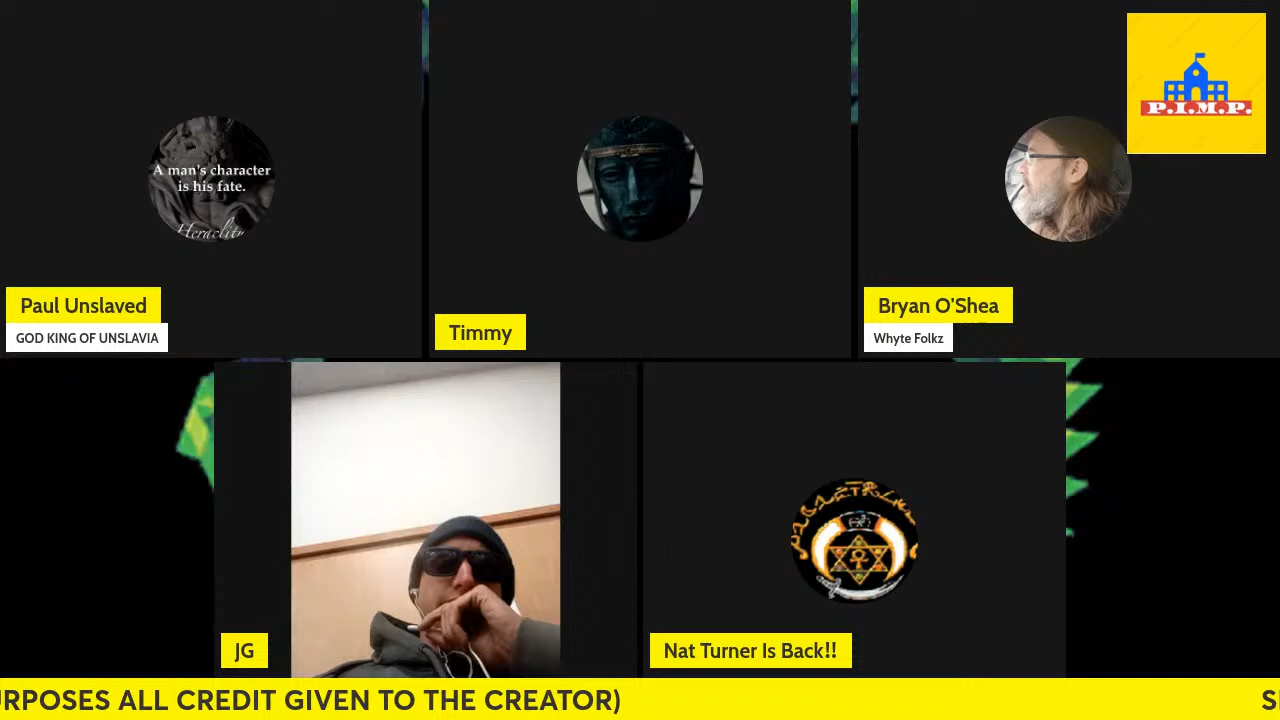 P.I.M.P.
A man's character
is his fate.
Paul Unslaved
GOD KING OF UNSLAVIA
Timmy
Bryan O'Shea
Whyte Folkz
JG
Nat Turner Is Back!!
RPOSES ALL CREDIT GIVEN TO THE CREATOR)